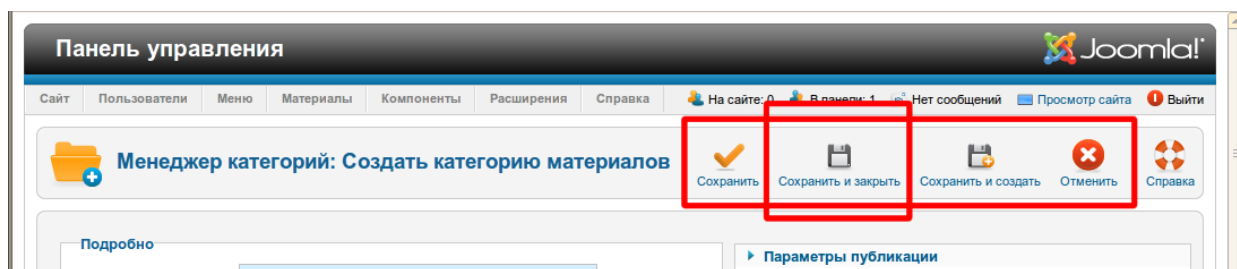 Панель управления
Joomla!
Сайт Пользователи Меню Материалы Компоненты Расширения Справка На сайте: 0 В панели: 1 Нет сообщений Просмотр сайта Выйти
Менеджер категорий: Создать категорию материалов
Сохранить Сохранить и закрыть Сохранить и создать Отменить Справка
Подробно
Параметры публикации